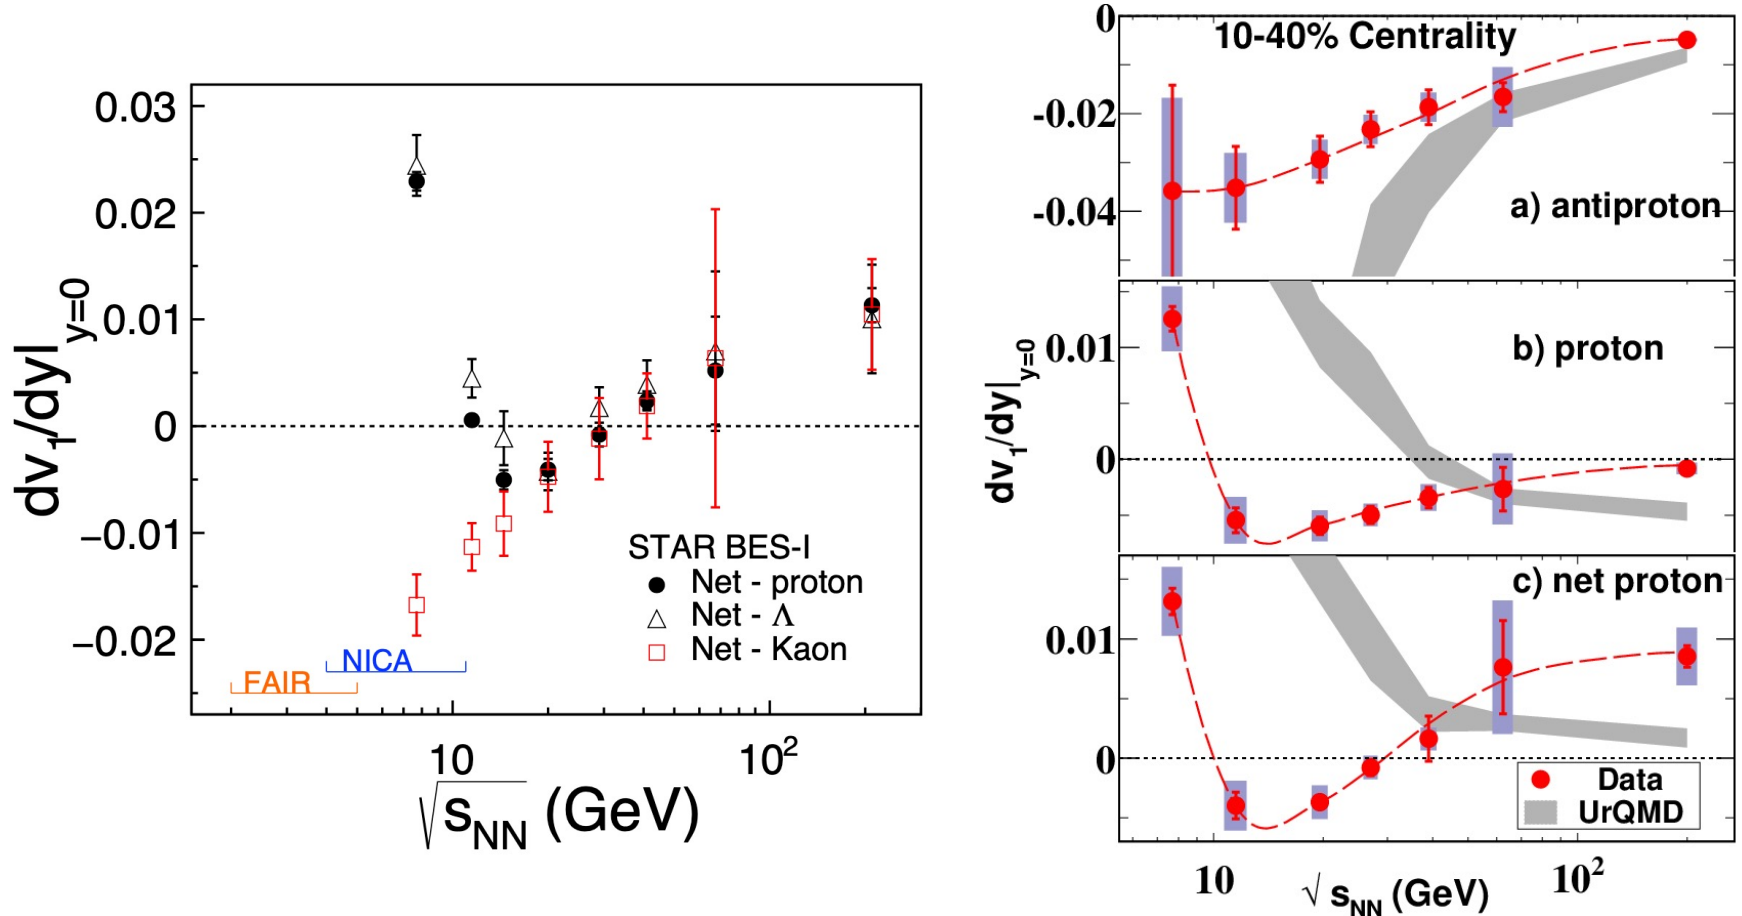 0.03
0.02
0.01
0
−0.01
−0.02
dv1/dy|y=0
STAR BES-I
Net - proton
Net - Λ
Net - Kaon
NICA
FAIR
10
10²
√sNN (GeV)
0
-0.02
-0.04
10-40% Centrality
a) antiproton
0.01
0
b) proton
dv1/dy|y=0
0.01
0
c) net proton
Data
UrQMD
10
10²
√ sNN (GeV)